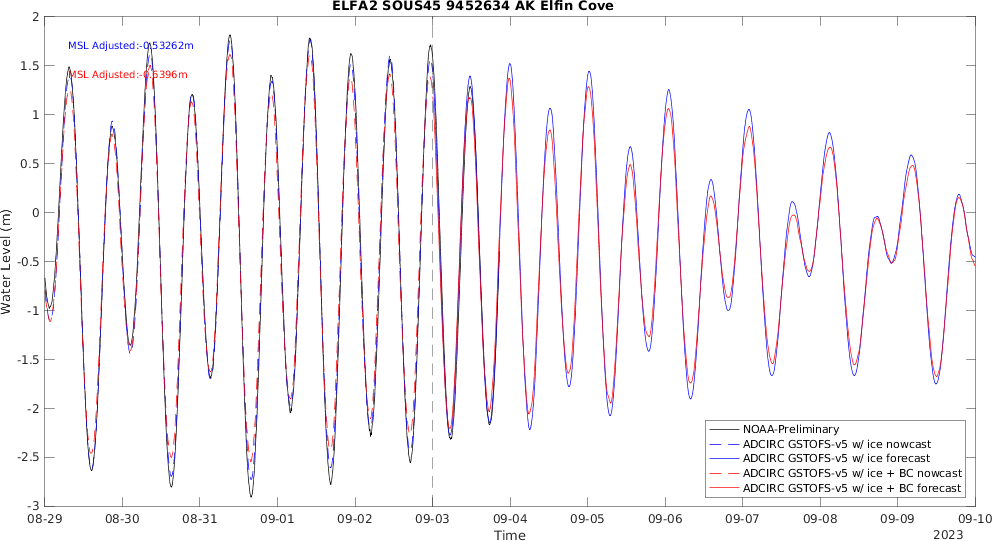 ELFA2 SOUS45 9452634 AK Elfin Cove
MSL Adjusted:-0.53262m
MSL Adjusted:-0.5396m
Water Level (m)
2
1.5
1
0.5
0
-0.5
-1
-1.5
-2
-2.5
-3
NOAA-Preliminary
ADCIRC GSTOFS-v5 w/ ice nowcast
ADCIRC GSTOFS-v5 w/ ice forecast
ADCIRC GSTOFS-v5 w/ ice + BC nowcast
ADCIRC GSTOFS-v5 w/ ice + BC forecast
08-29 08-30 08-31 09-01 09-02 09-03 09-04 09-05 09-06 09-07 09-08 09-09 09-10
Time
2023